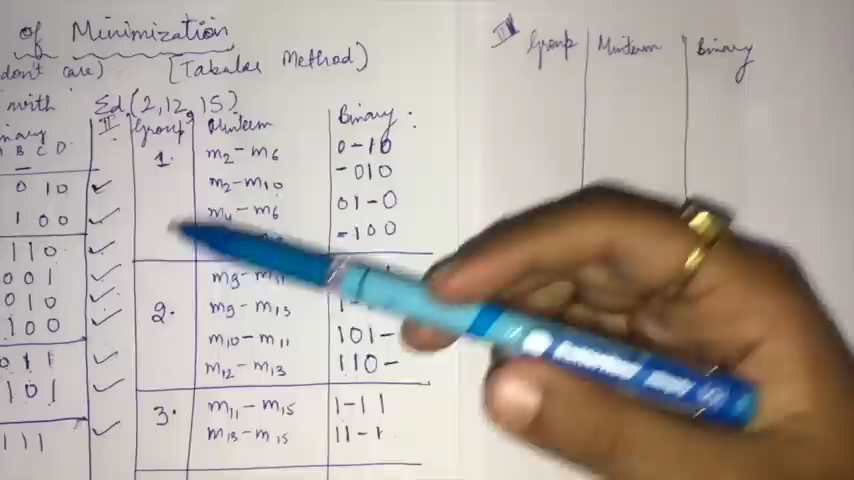 of Minimization
don't care) [Tabular Method)
with Σd(2,12,15)
II Group Minterm Binary :
B C D
1. m2-m6 0-10
0 10 ✓ m2-m10 -010
1 00 ✓ m4-m6 01-0
-100
110 ✓
001 ✓ 2. m9-m13
010 ✓ m10-m11 101-
100 ✓ m12-m13 110-
011 ✓
101 ✓ 3. m11-m15 1-11
111 ✓ m13-m15 11-1
III Group Minterm Binary